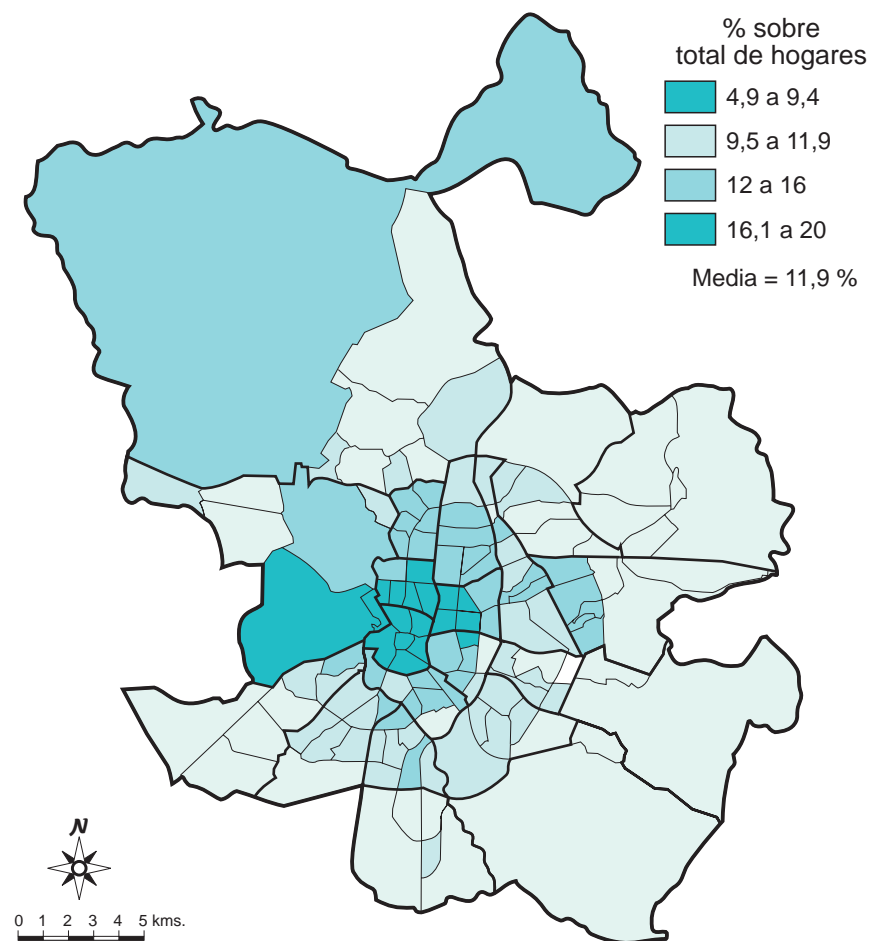 % sobre
total de hogares
4,9 a 9,4
9,5 a 11,9
12 a 16
16,1 a 20
Media = 11,9 %
N
0 1 2 3 4 5 kms.